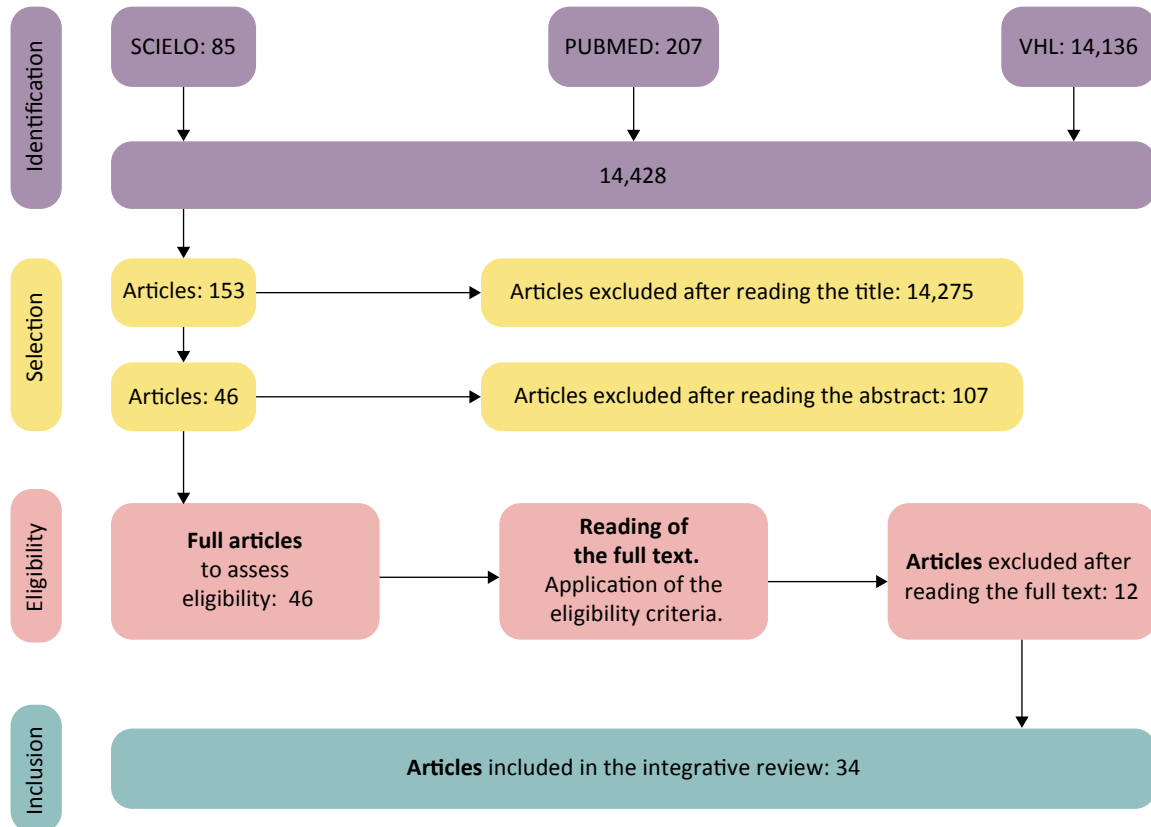 Identification
SCIELO: 85
PUBMED: 207
VHL: 14,136
14,428
Selection
Articles: 153
Articles excluded after reading the title: 14,275
Articles: 46
Articles excluded after reading the abstract: 107
Eligibility
Full articles
to assess
eligibility: 46
Reading of
the full text.
Application of the
eligibility criteria.
Articles excluded after
reading the full text: 12
Inclusion
Articles included in the integrative review: 34